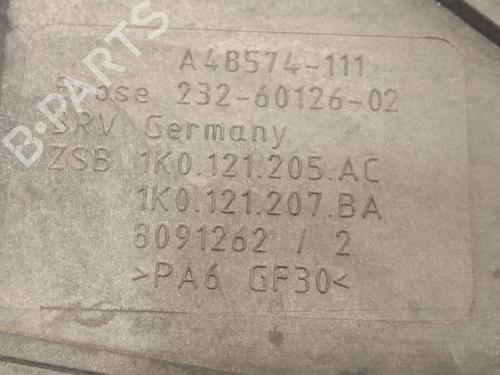 A48574-111
232-60126-02
SRV Germany
ZSB 1K0.121.205.AC
1K0.121.207.BA
8091262 / 2
>PA6 GF30<
B-PARTS